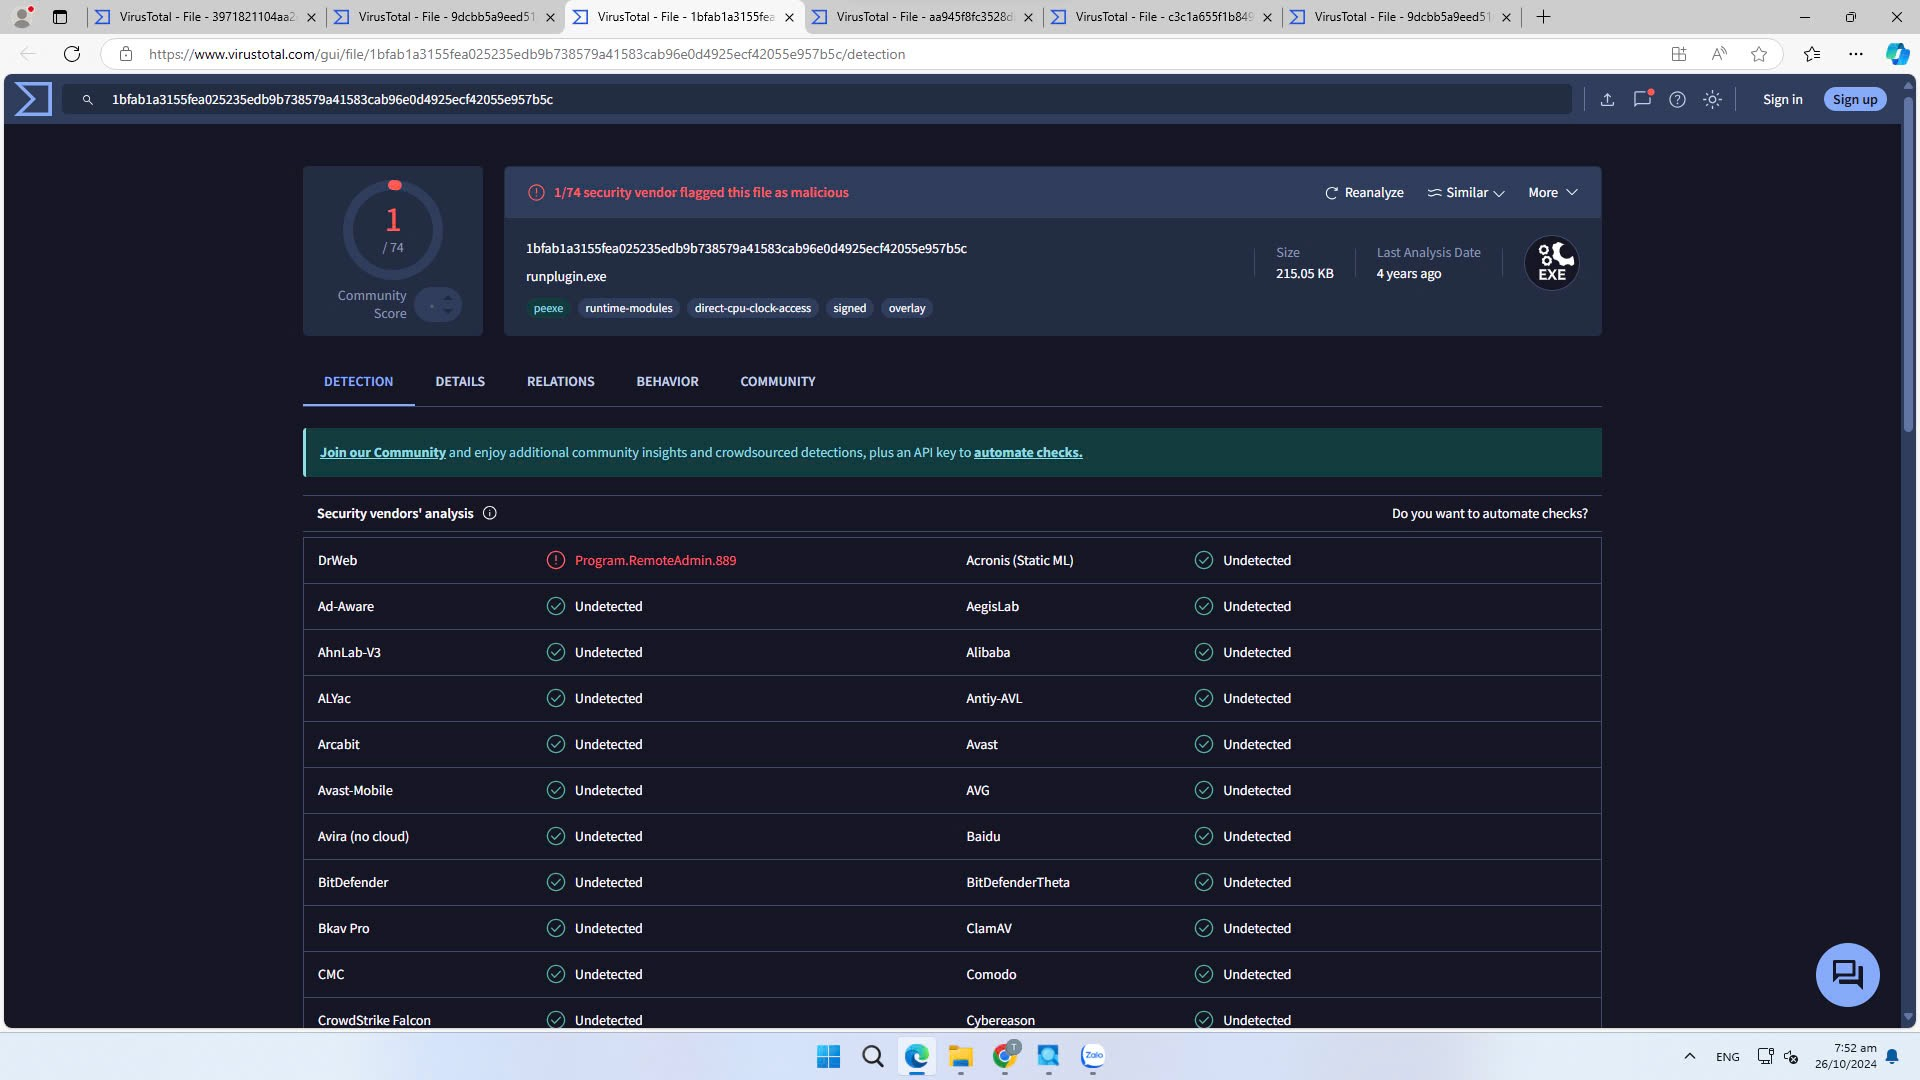 VirusTotal - File - 3971821104aa2
VirusTotal - File - 9dcbb5a9eed51
VirusTotal - File - 1bfab1a3155fea
VirusTotal - File - aa945f8fc3528d
VirusTotal - File - c3c1a655f1b849
VirusTotal - File - 9dcbb5a9eed51
https://www.virustotal.com/gui/file/1bfab1a3155fea025235edb9b738579a41583cab96e0d4925ecf42055e957b5c/detection
1bfab1a3155fea025235edb9b738579a41583cab96e0d4925ecf42055e957b5c
Sign in
Sign up
1
/ 74
Community
Score
1/74 security vendor flagged this file as malicious
Reanalyze
Similar
More
1bfab1a3155fea025235edb9b738579a41583cab96e0d4925ecf42055e957b5c
runplugin.exe
peexe runtime-modules direct-cpu-clock-access signed overlay
Size
215.05 KB
Last Analysis Date
4 years ago
EXE
DETECTION DETAILS RELATIONS BEHAVIOR COMMUNITY
Join our Community and enjoy additional community insights and crowdsourced detections, plus an API key to automate checks.
Security vendors' analysis
Do you want to automate checks?
DrWeb Program.RemoteAdmin.889 Acronis (Static ML) Undetected
Ad-Aware Undetected AegisLab Undetected
AhnLab-V3 Undetected Alibaba Undetected
ALYac Undetected Antiy-AVL Undetected
Arcabit Undetected Avast Undetected
Avast-Mobile Undetected AVG Undetected
Avira (no cloud) Undetected Baidu Undetected
BitDefender Undetected BitDefenderTheta Undetected
Bkav Pro Undetected ClamAV Undetected
CMC Undetected Comodo Undetected
CrowdStrike Falcon Undetected Cybereason Undetected
T
Zalo
ENG
7:52 am
26/10/2024